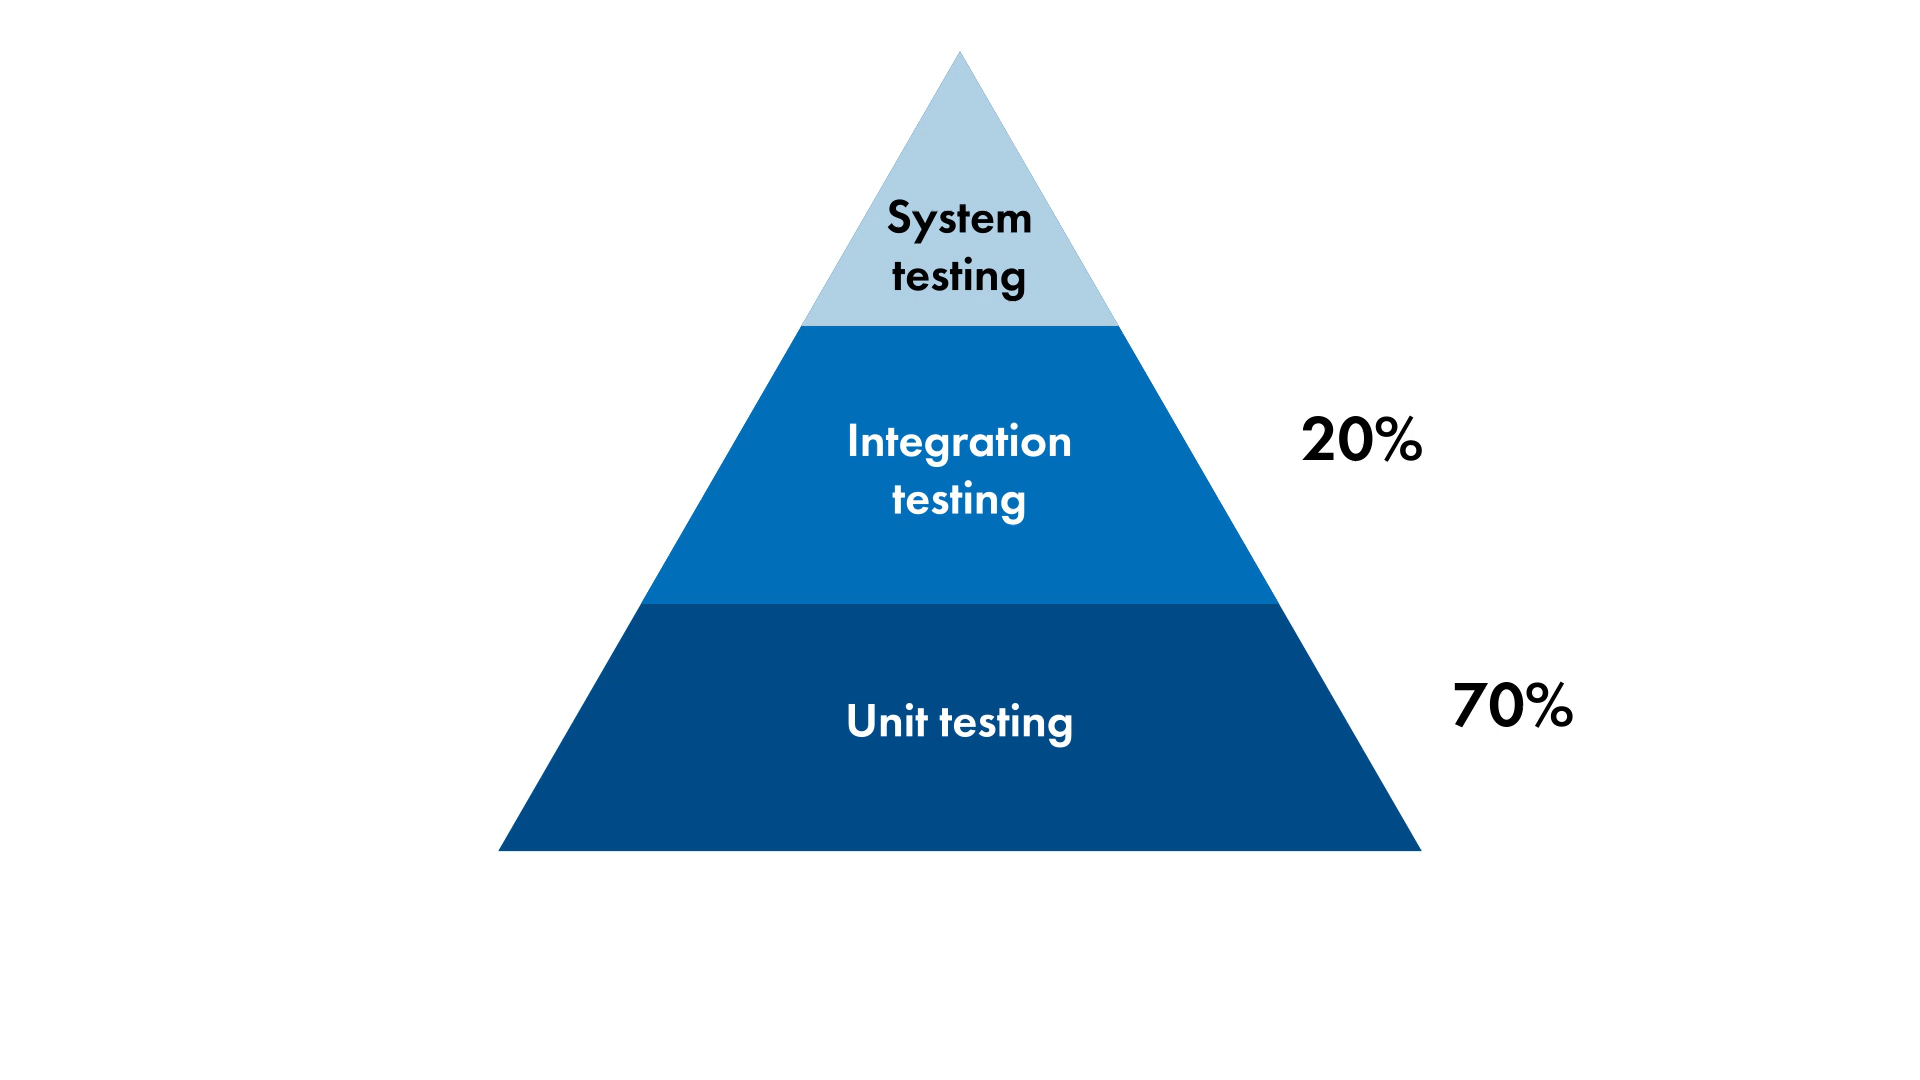 System
testing
Integration
testing
20%
Unit testing
70%